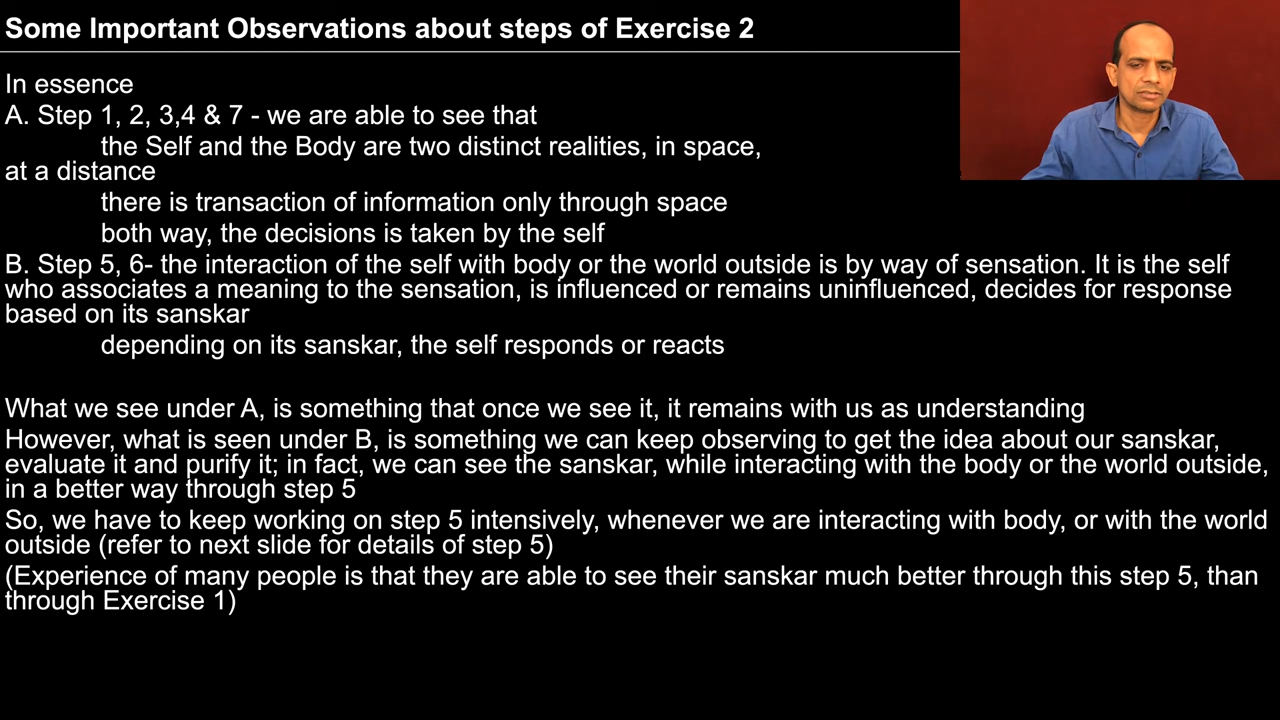 Some Important Observations about steps of Exercise 2
In essence
A. Step 1, 2, 3,4 & 7 - we are able to see that
the Self and the Body are two distinct realities, in space,
at a distance
there is transaction of information only through space
both way, the decisions is taken by the self
B. Step 5, 6- the interaction of the self with body or the world outside is by way of sensation. It is the self
who associates a meaning to the sensation, is influenced or remains uninfluenced, decides for response
based on its sanskar
depending on its sanskar, the self responds or reacts
What we see under A, is something that once we see it, it remains with us as understanding
However, what is seen under B, is something we can keep observing to get the idea about our sanskar,
evaluate it and purify it; in fact, we can see the sanskar, while interacting with the body or the world outside,
in a better way through step 5
So, we have to keep working on step 5 intensively, whenever we are interacting with body, or with the world
outside (refer to next slide for details of step 5)
(Experience of many people is that they are able to see their sanskar much better through this step 5, than
through Exercise 1)